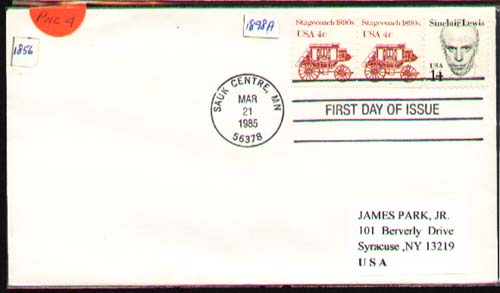 PNC 4
1898A
1856
Stagecoach 1890s
USA 4c
Stagecoach 1890s
USA 4c
Sinclair Lewis
USA
14
SAUK CENTRE, MN
MAR
21
1985
56378
FIRST DAY OF ISSUE
JAMES PARK, JR.
101 Berverly Drive
Syracuse ,NY 13219
U S A